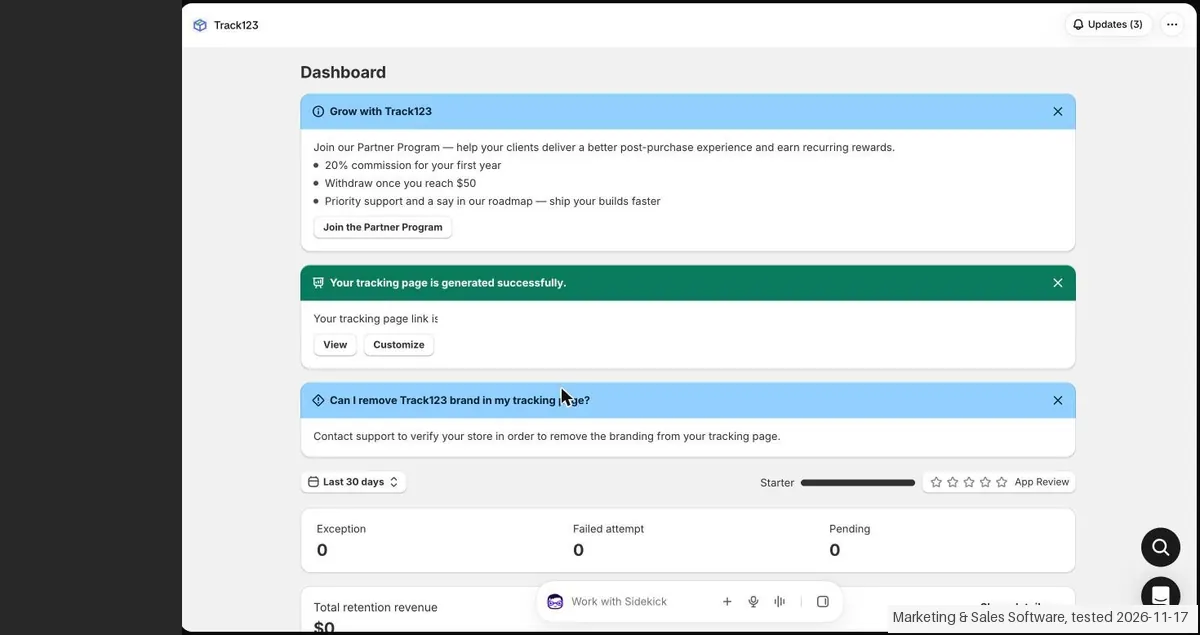 Track123
Updates (3)
Dashboard
Grow with Track123
Join our Partner Program — help your clients deliver a better post-purchase experience and earn recurring rewards.
20% commission for your first year
Withdraw once you reach $50
Priority support and a say in our roadmap — ship your builds faster
Join the Partner Program
Your tracking page is generated successfully.
Your tracking page link is
View
Customize
Can I remove Track123 brand in my tracking page?
Contact support to verify your store in order to remove the branding from your tracking page.
Last 30 days
Starter
App Review
Exception
Failed attempt
Pending
0
0
0
Total retention revenue
$0
Work with Sidekick
Marketing & Sales Software, tested 2026-11-17